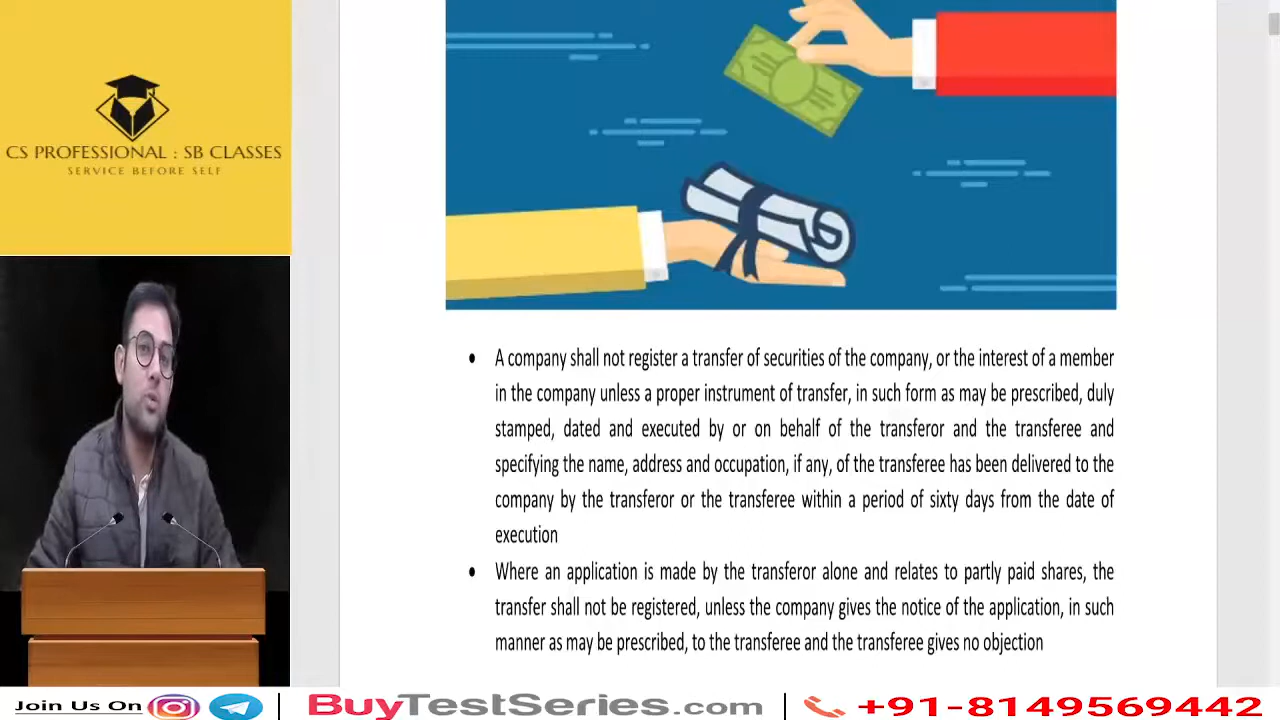 CS PROFESSIONAL : SB CLASSES
SERVICE BEFORE SELF
• A company shall not register a transfer of securities of the company, or the interest of a member
in the company unless a proper instrument of transfer, in such form as may be prescribed, duly
stamped, dated and executed by or on behalf of the transferor and the transferee and
specifying the name, address and occupation, if any, of the transferee has been delivered to the
company by the transferor or the transferee within a period of sixty days from the date of
execution
• Where an application is made by the transferor alone and relates to partly paid shares, the
transfer shall not be registered, unless the company gives the notice of the application, in such
manner as may be prescribed, to the transferee and the transferee gives no objection
Join Us On | BuyTestSeries.com | +91-8149569442